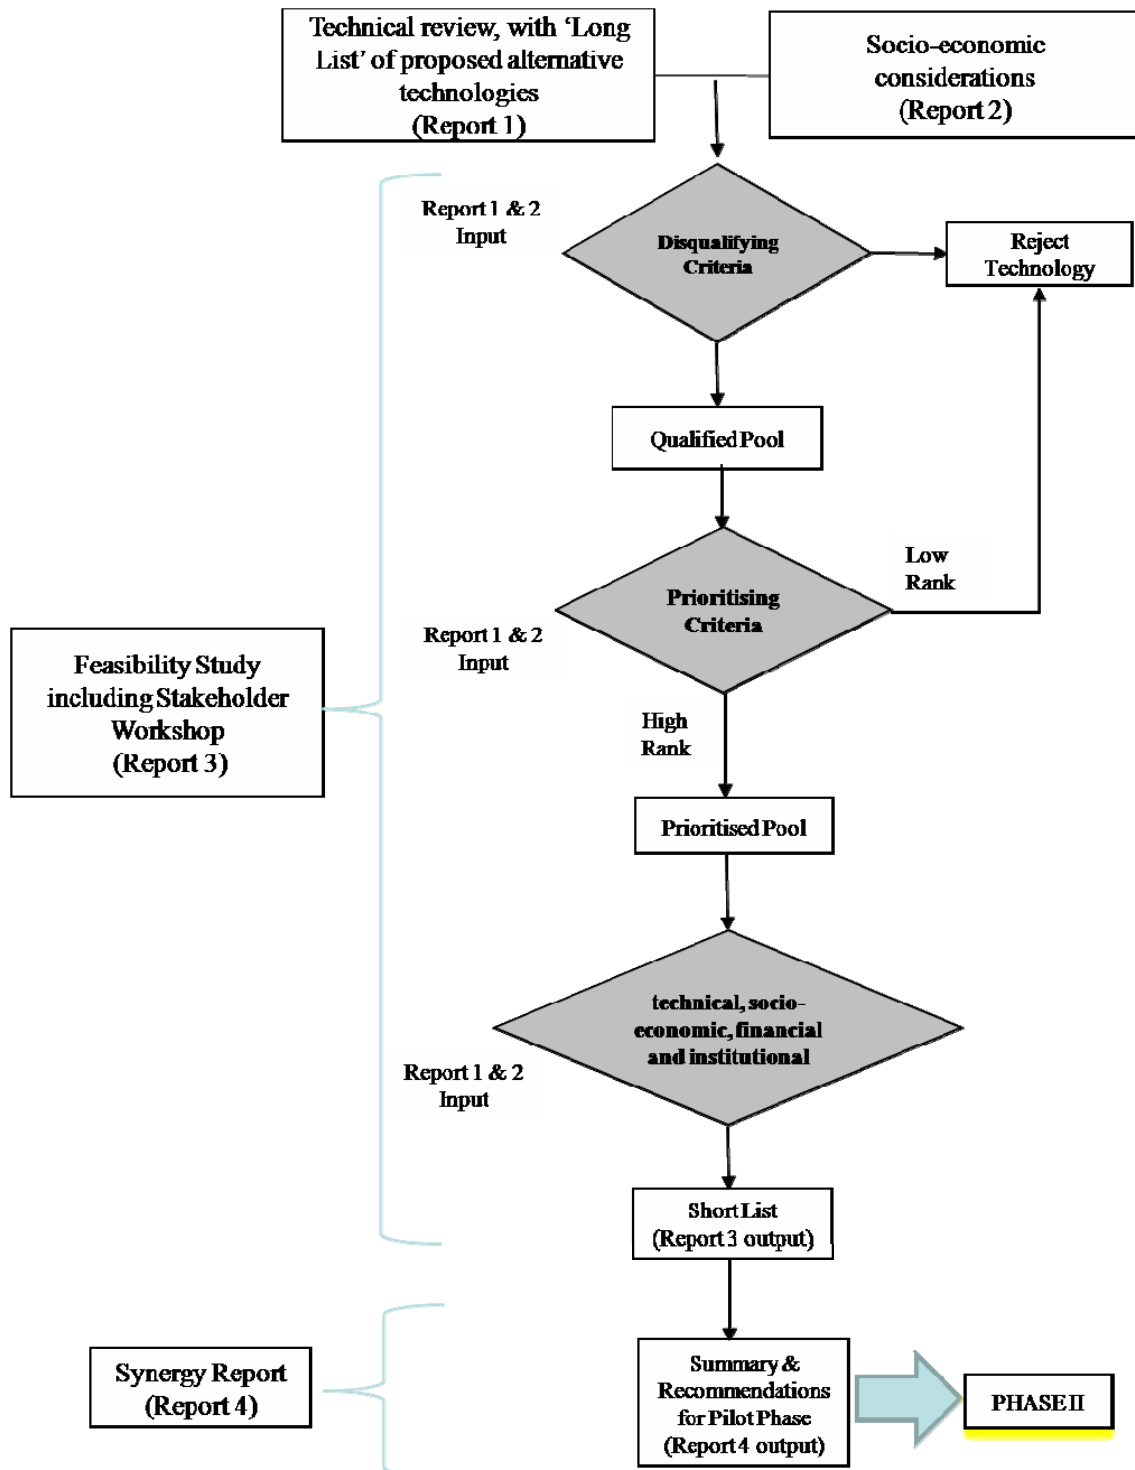 Technical review, with ‘Long
List’ of proposed alternative
technologies
(Report 1)
Socio-economic
considerations
(Report 2)
Report 1 & 2
Input
Disqualifying
Criteria
Reject
Technology
Qualified Pool
Low
Rank
Prioritising
Criteria
Report 1 & 2
Input
Feasibility Study
including Stakeholder
Workshop
(Report 3)
High
Rank
Prioritised Pool
technical, socio-
economic, financial
and institutional
Report 1 & 2
Input
Short List
(Report 3 output)
Synergy Report
(Report 4)
Summary &
Recommendations
for Pilot Phase
(Report 4 output)
PHASE II